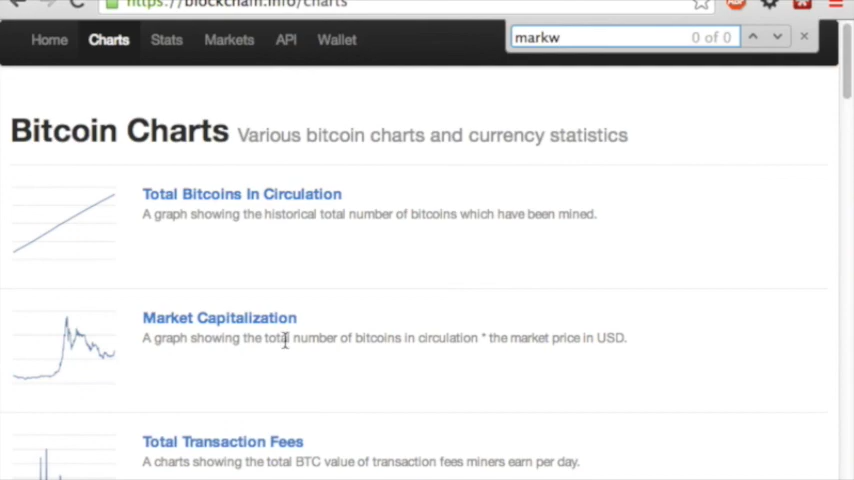 https://blockchain.info/charts
Home Charts Stats Markets API Wallet
markw 0 of 0
Bitcoin Charts Various bitcoin charts and currency statistics
Total Bitcoins In Circulation
A graph showing the historical total number of bitcoins which have been mined.
Market Capitalization
A graph showing the total number of bitcoins in circulation * the market price in USD.
Total Transaction Fees
A charts showing the total BTC value of transaction fees miners earn per day.